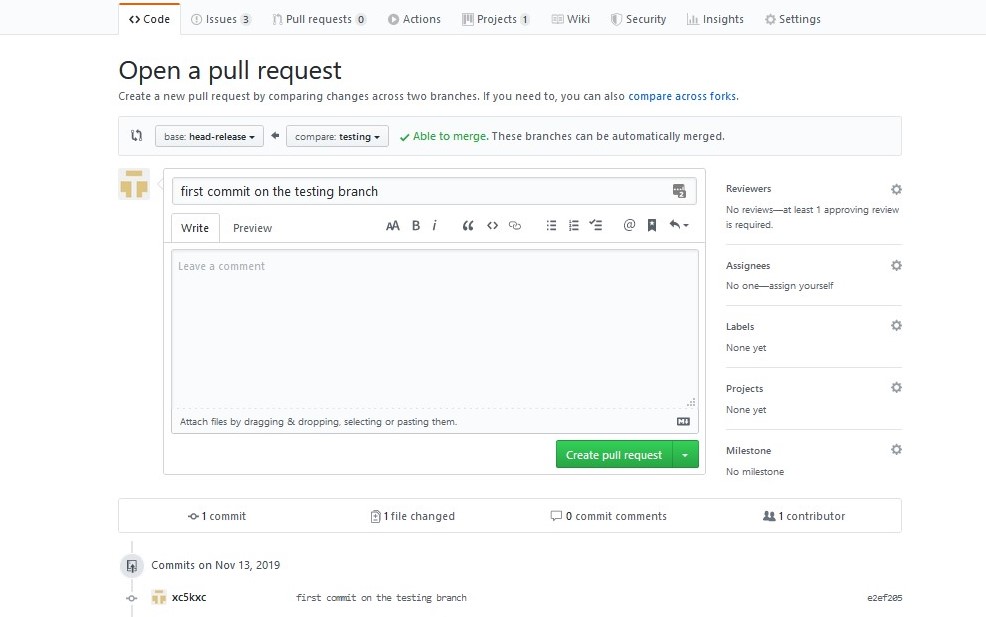 Code Issues 3 Pull requests 0 Actions Projects 1 Wiki Security Insights Settings
Open a pull request
Create a new pull request by comparing changes across two branches. If you need to, you can also compare across forks.
base: head-release compare: testing Able to merge. These branches can be automatically merged.
first commit on the testing branch
Write Preview AA B i
Leave a comment
Attach files by dragging & dropping, selecting or pasting them.
Create pull request
Reviewers
No reviews—at least 1 approving review
is required.
Assignees
No one—assign yourself
Labels
None yet
Projects
None yet
Milestone
No milestone
1 commit 1 file changed 0 commit comments 1 contributor
Commits on Nov 13, 2019
xc5kxc first commit on the testing branch e2ef205